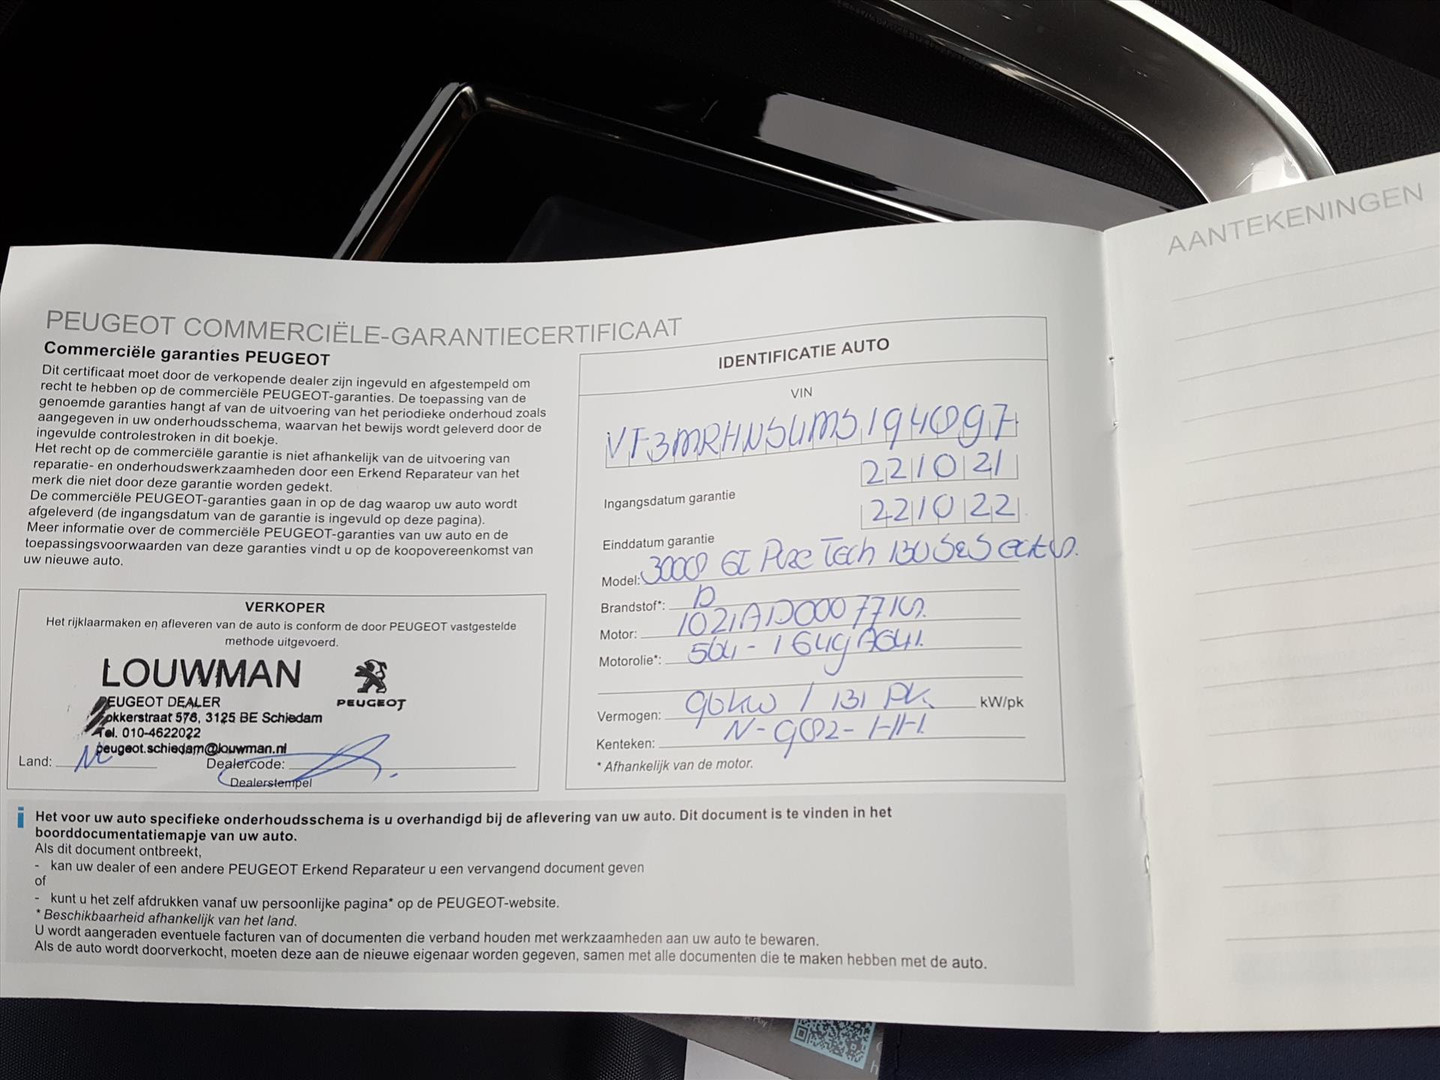 AANTEKENINGEN
PEUGEOT COMMERCIËLE-GARANTIECERTIFICAAT
Commerciële garanties PEUGEOT
Dit certificaat moet door de verkopende dealer zijn ingevuld en afgestempeld om
recht te hebben op de commerciële PEUGEOT-garanties. De toepassing van de
genoemde garanties hangt af van de uitvoering van het periodieke onderhoud zoals
aangegeven in uw onderhoudsschema, waarvan het bewijs wordt geleverd door de
ingevulde controlestroken in dit boekje.
Het recht op de commerciële garantie is niet afhankelijk van de uitvoering van
reparatie- en onderhoudswerkzaamheden door een Erkend Reparateur van het
merk die niet door deze garantie worden gedekt.
De commerciële PEUGEOT-garanties gaan in op de dag waarop uw auto wordt
afgeleverd (de ingangsdatum van de garantie is ingevuld op deze pagina).
Meer informatie over de commerciële PEUGEOT-garanties van uw auto en de
toepassingsvoorwaarden van deze garanties vindt u op de koopovereenkomst van
uw nieuwe auto.
VERKOPER
Het rijklaarmaken en afleveren van de auto is conform de door PEUGEOT vastgestelde
methode uitgevoerd.
LOUWMAN
PEUGEOT
PEUGEOT DEALER
576, 3125 BE Schiedam
Tel. 010-4622022
peugeot.schiedam@louwman.nl
Land: Dealercode:
Dealerstempel
IDENTIFICATIE AUTO
VIN
VF3MRHNSUMS194097
Ingangsdatum garantie 221021
Einddatum garantie 221022
Model: GT PureTech 130 S&S
Brandstof*:
Motor:
Motorolie*:
Vermogen: 96kw / 131 PK kW/pk
Kenteken: N-902-HH
* Afhankelijk van de motor.
Het voor uw auto specifieke onderhoudsschema is u overhandigd bij de aflevering van uw auto. Dit document is te vinden in het
boorddocumentatiemapje van uw auto.
Als dit document ontbreekt,
- kan uw dealer of een andere PEUGEOT Erkend Reparateur u een vervangend document geven
of
- kunt u het zelf afdrukken vanaf uw persoonlijke pagina* op de PEUGEOT-website.
* Beschikbaarheid afhankelijk van het land.
U wordt aangeraden eventuele facturen van of documenten die verband houden met werkzaamheden aan uw auto te bewaren.
Als de auto wordt doorverkocht, moeten deze aan de nieuwe eigenaar worden gegeven, samen met alle documenten die te maken hebben met de auto.